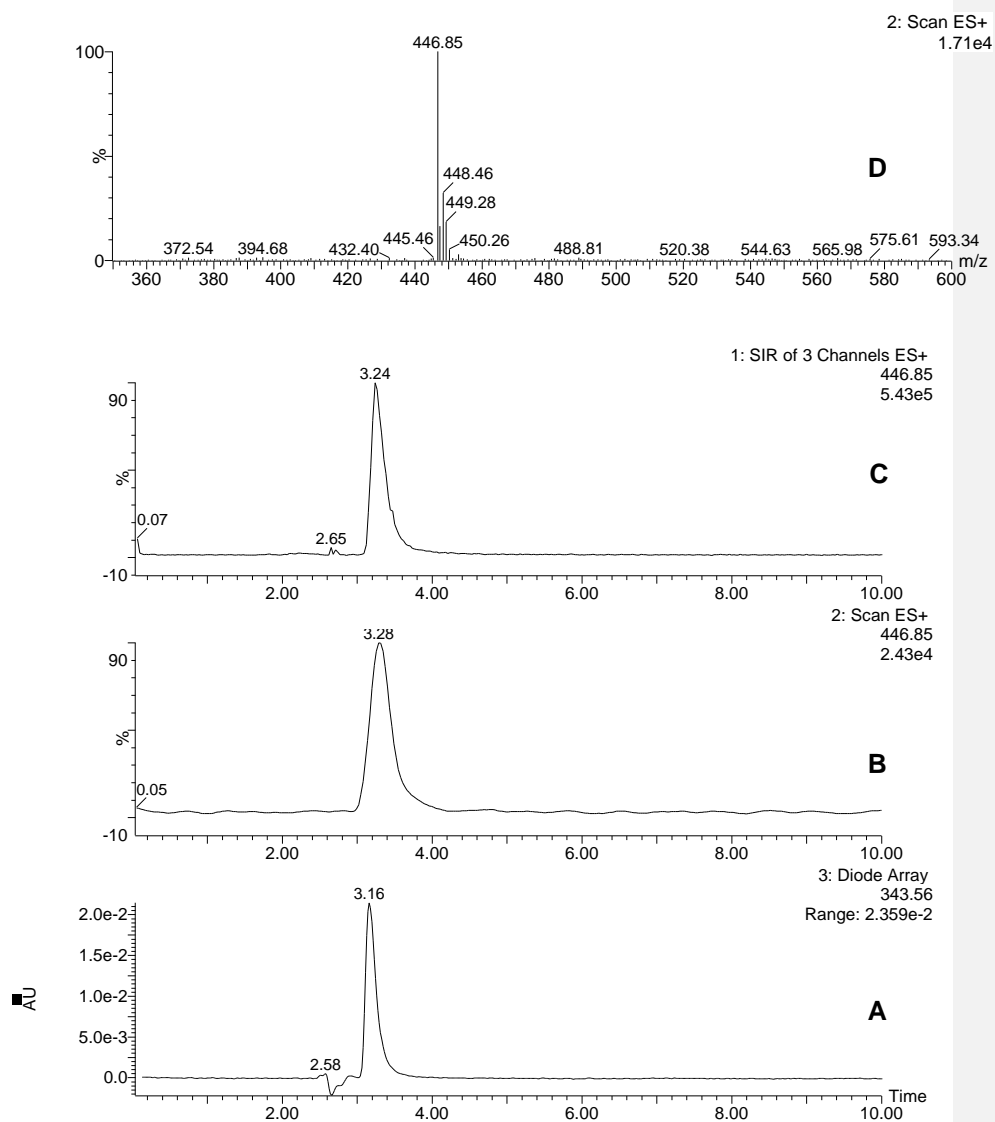 2: Scan ES+
1.71e4
100
446.85
%
D
448.46
449.28
372.54 394.68 432.40 445.46 450.26 488.81 520.38 544.63 565.98 575.61 593.34
0
m/z
360 380 400 420 440 460 480 500 520 540 560 580 600
1: SIR of 3 Channels ES+
446.85
5.43e5
3.24
90
%
C
0.07
2.65
-10
2.00 4.00 6.00 8.00 10.00
2: Scan ES+
446.85
2.43e4
3.28
90
%
B
0.05
-10
2.00 4.00 6.00 8.00 10.00
3: Diode Array
343.56
Range: 2.359e-2
3.16
2.0e-2
1.5e-2
AU
1.0e-2
A
5.0e-3
2.58
0.0
Time
2.00 4.00 6.00 8.00 10.00